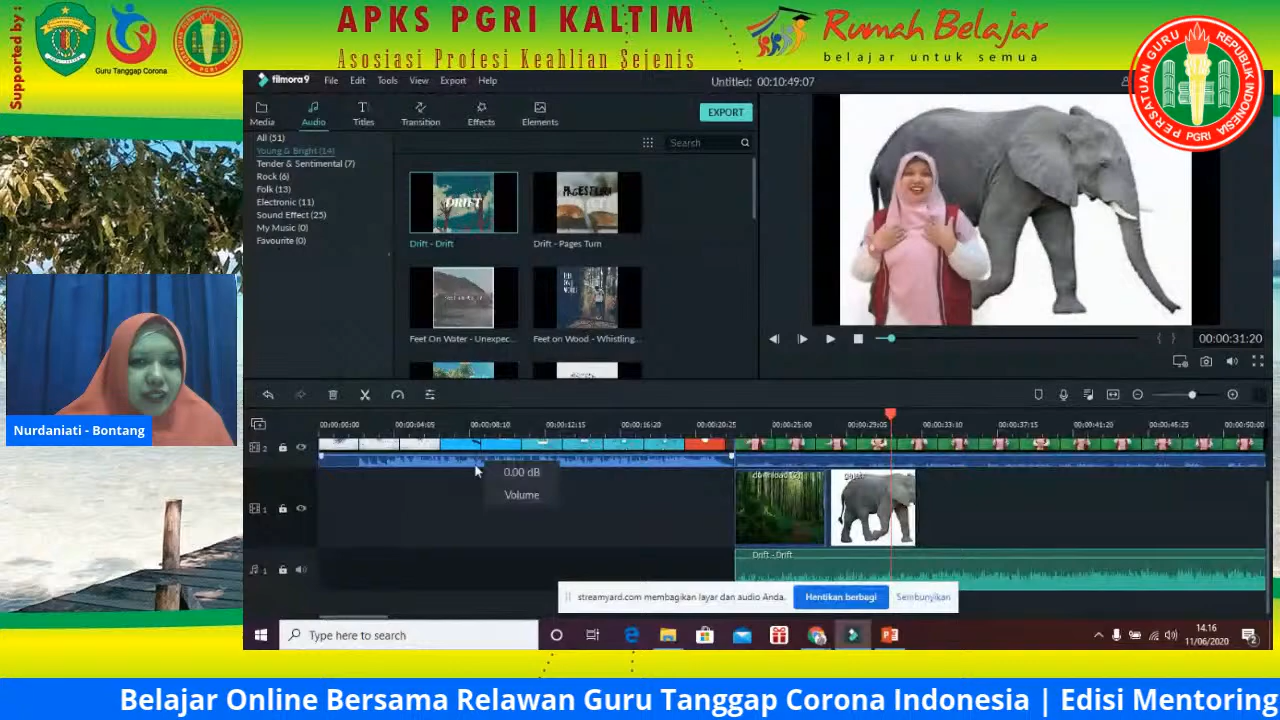 Supported by :
Guru Tanggap Corona
APKS PGRI KALTIM
Asosiasi Profesi Keahlian Sejenis
Rumah Belajar
belajar untuk semua
PERSATUAN GURU REPUBLIK INDONESIA
PGRI
filmora9 File Edit Tools View Export Help
Untitled: 00:10:49:07
Media Audio Titles Transition Effects Elements
EXPORT
All (51)
Young & Bright (14)
Tender & Sentimental (7)
Rock (6)
Folk (13)
Electronic (11)
Sound Effect (25)
My Music (0)
Favourite (0)
Search
DRIFT
Drift - Drift
Drift - Pages Turn
Feet On Water - Unexpec...
Feet on Wood - Whistling...
00:00:31:20
00:00:00:00 00:00:04:05 00:00:08:10 00:00:12:15 00:00:16:20 00:00:20:25 00:00:25:00 00:00:29:05 00:00:33:10 00:00:37:15 00:00:41:20 00:00:45:25 00:00:50:00
2
0.00 dB
Volume
1
gajah
Drift - Drift
1
streamyard.com membagikan layar dan audio Anda.
Hentikan berbagi
Sembunyikan
Nurdaniati - Bontang
Type here to search
14.16
11/06/2020
2
Belajar Online Bersama Relawan Guru Tanggap Corona Indonesia | Edisi Mentoring